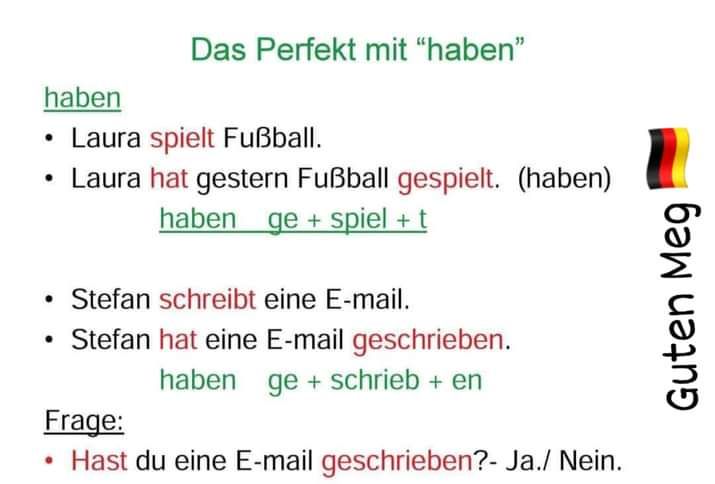 Das Perfekt mit “haben”
haben
• Laura spielt Fußball.
• Laura hat gestern Fußball gespielt. (haben)
haben ge + spiel + t
• Stefan schreibt eine E-mail.
• Stefan hat eine E-mail geschrieben.
haben ge + schrieb + en
Frage:
• Hast du eine E-mail geschrieben?- Ja./ Nein.
Guten Meg